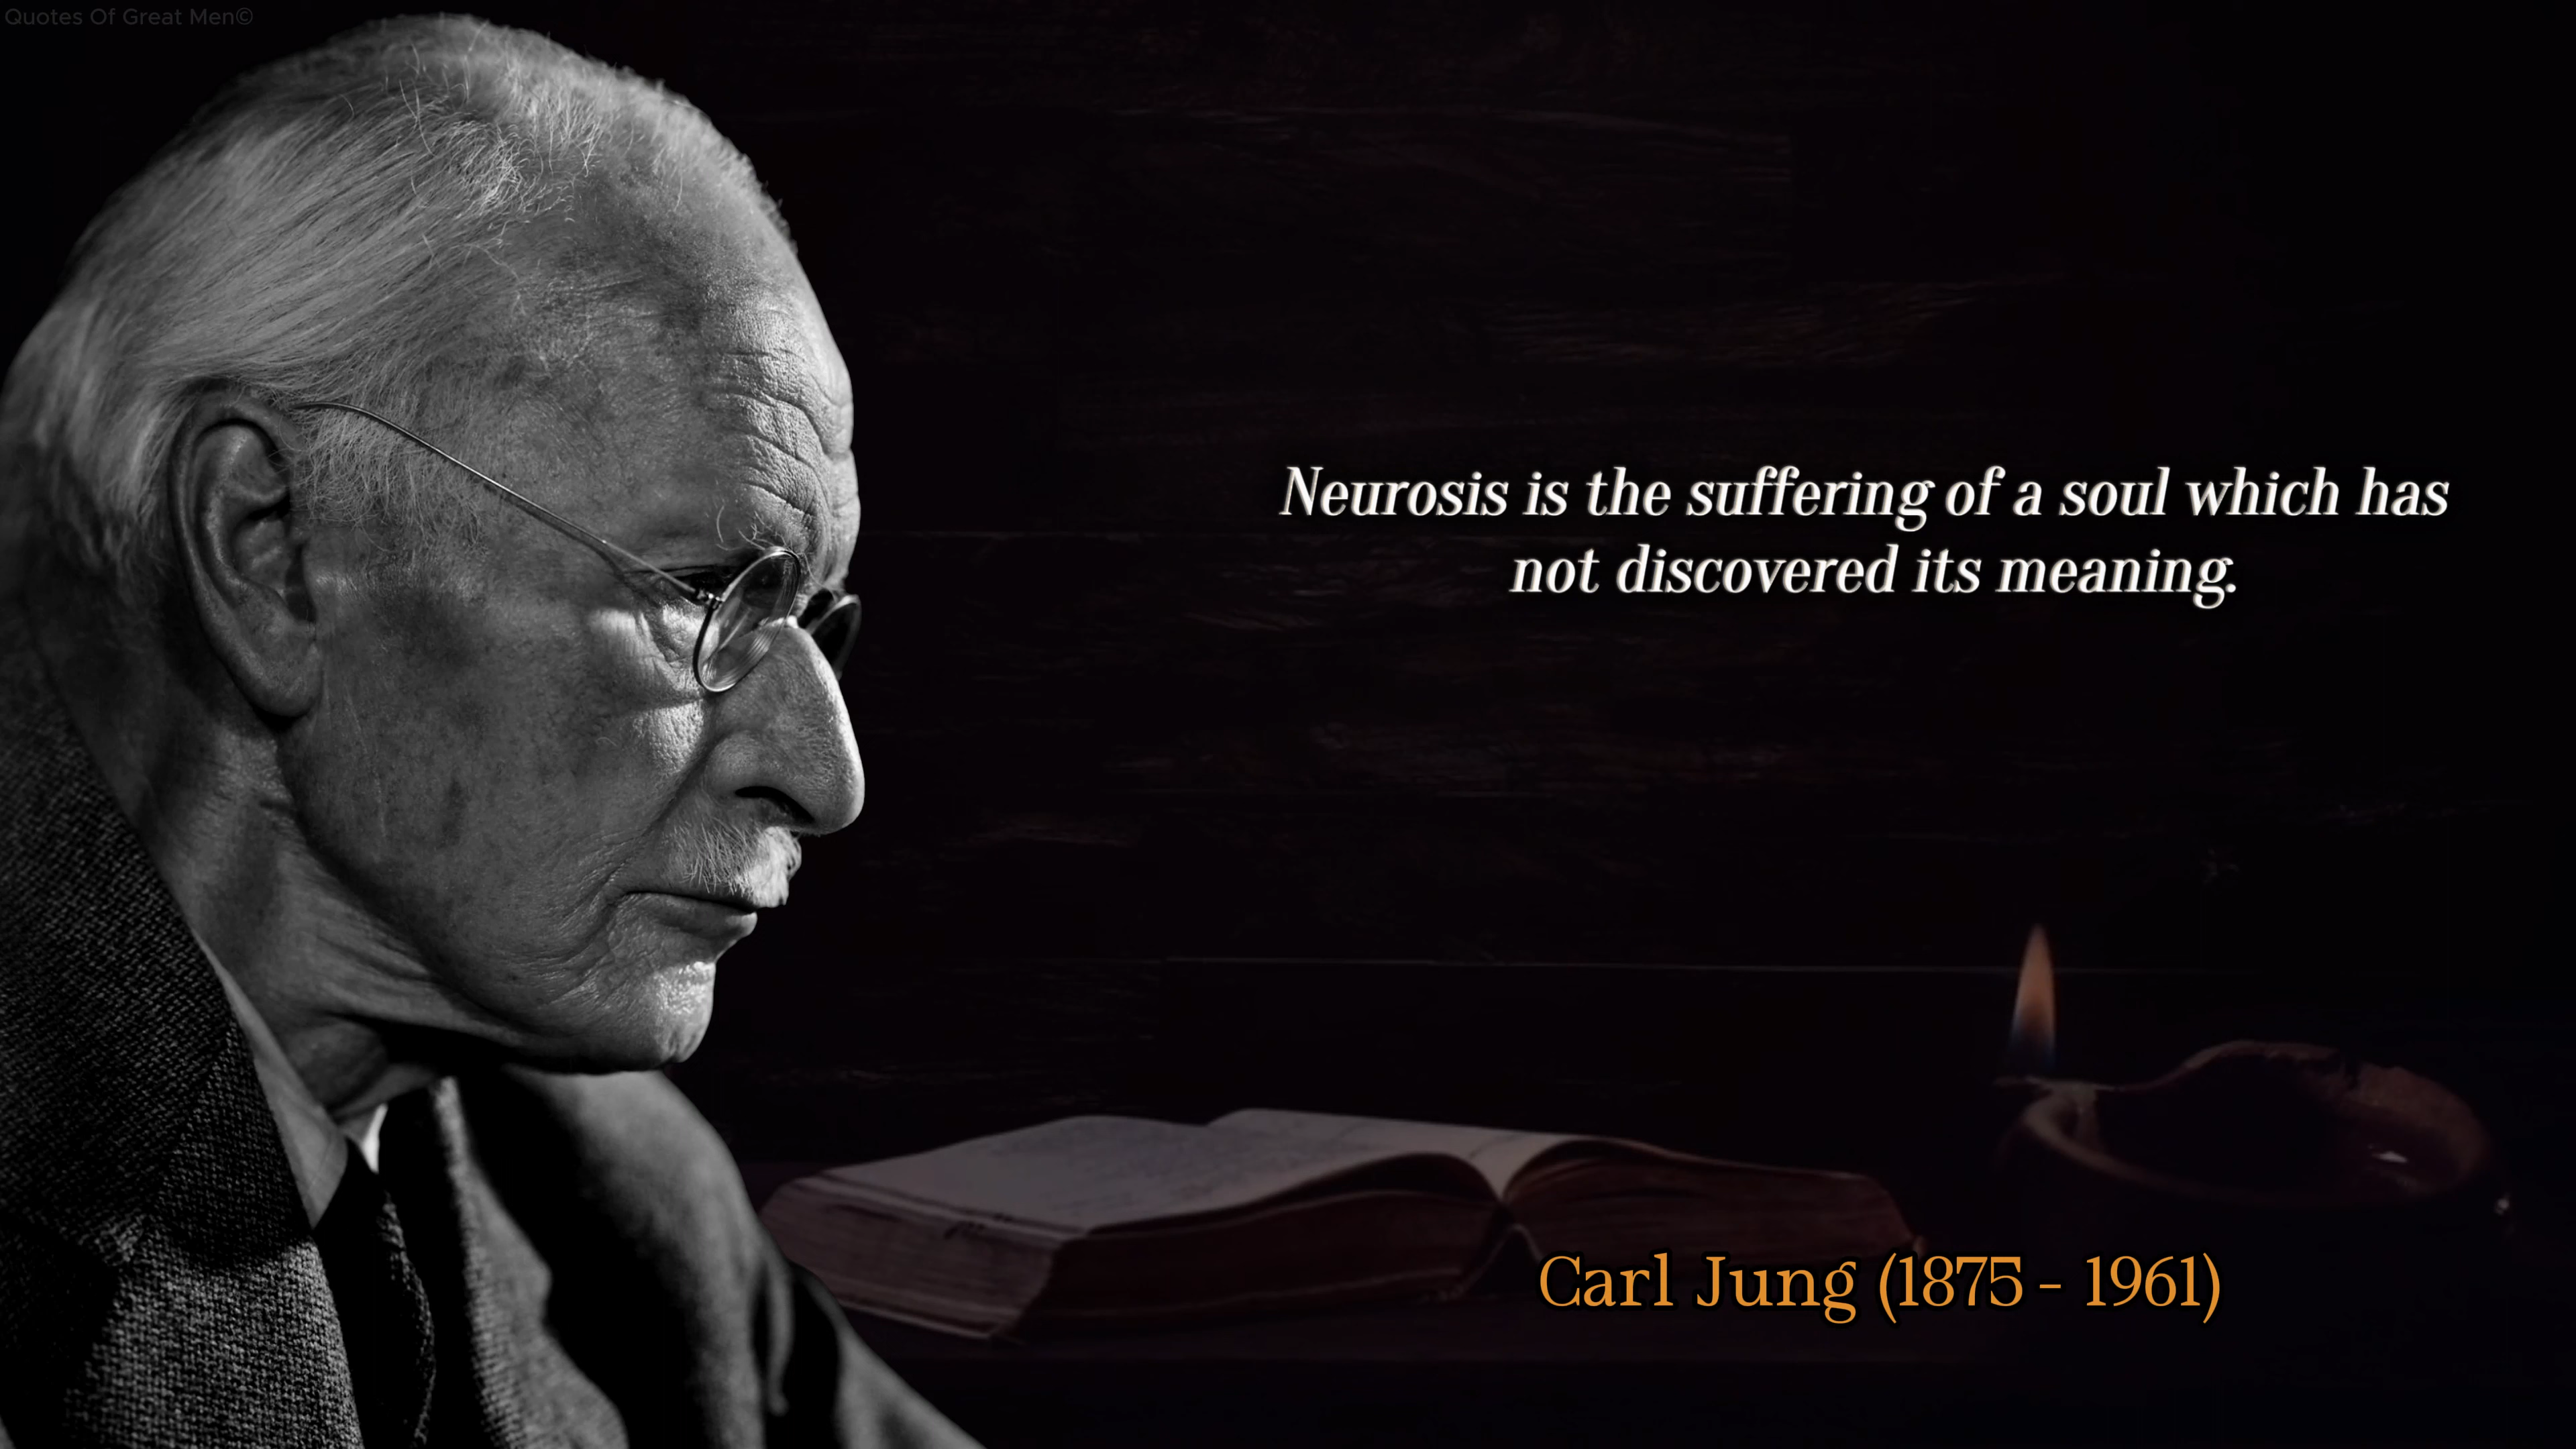 Quotes Of Great Men©
Neurosis is the suffering of a soul which has
not discovered its meaning.
Carl Jung (1875 - 1961)